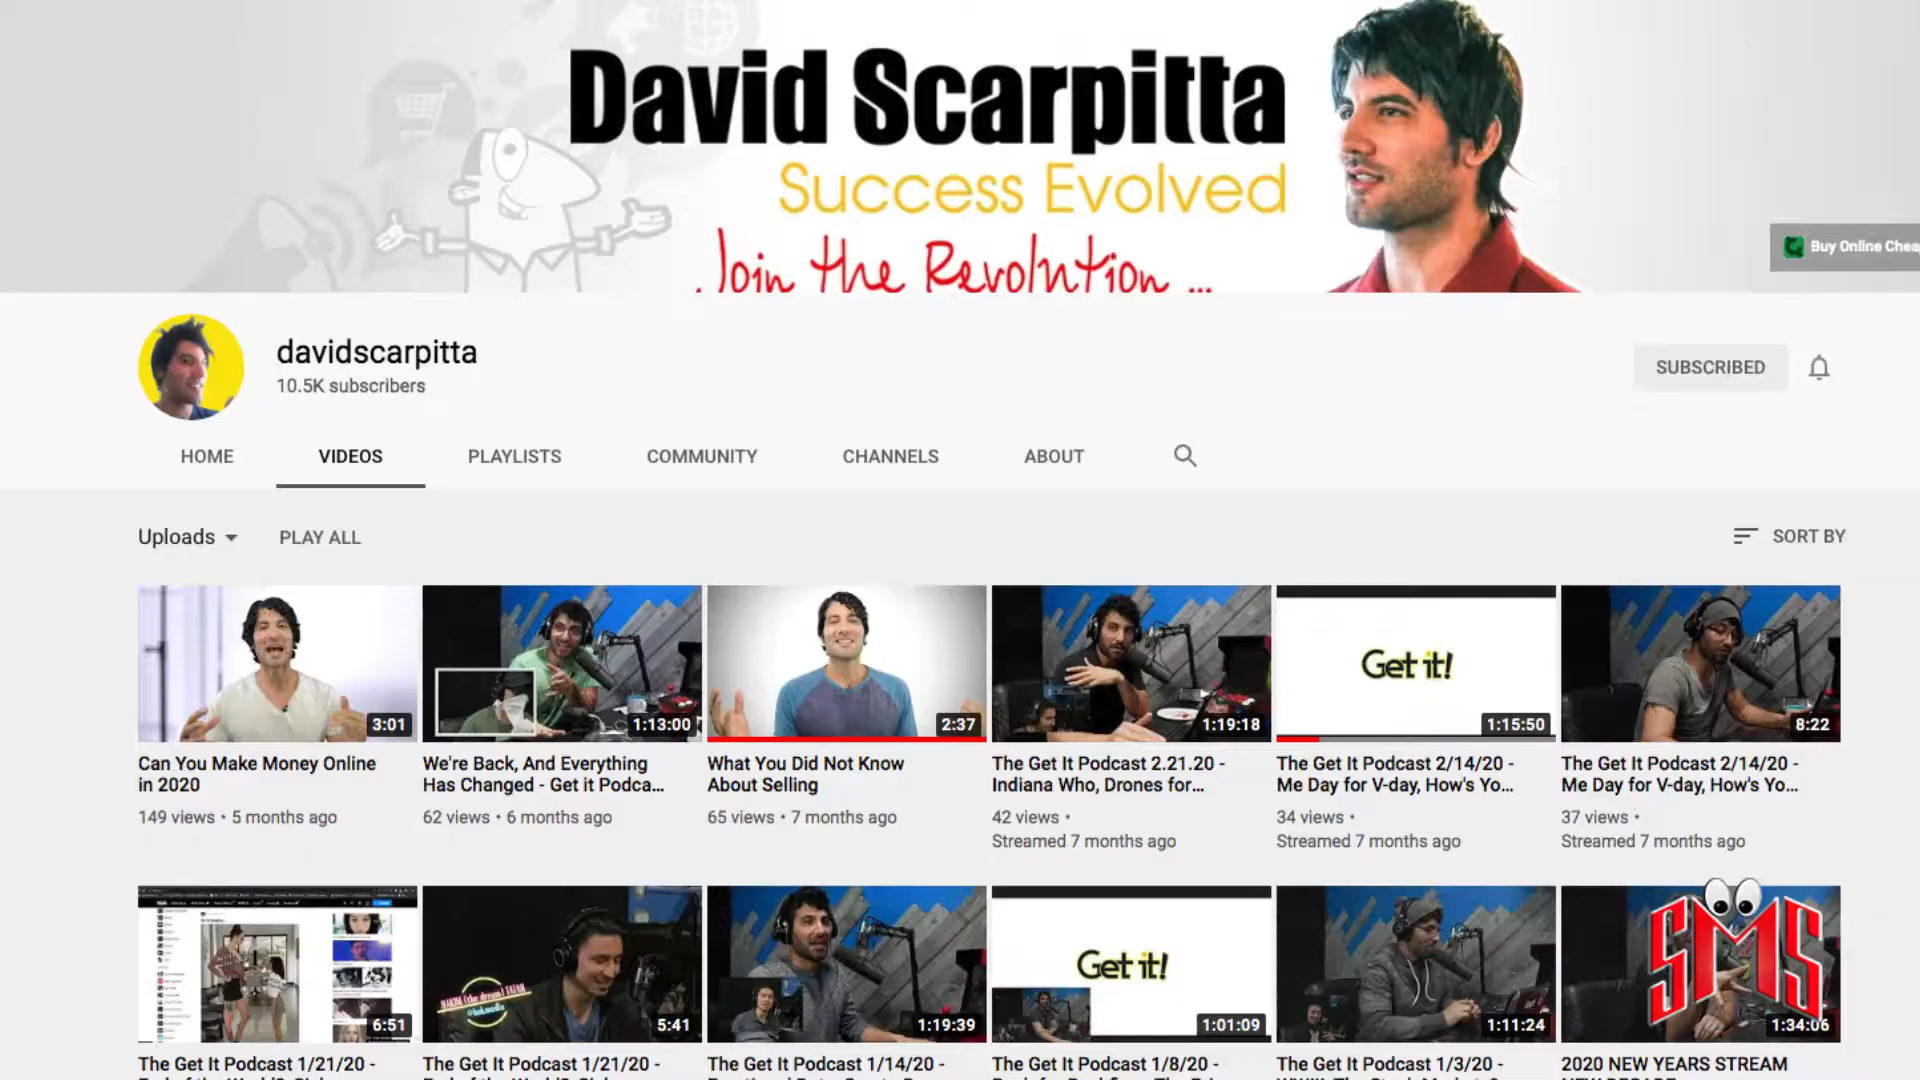 David Scarpitta
Success Evolved
Join the Revolution ...
Buy Online Chea
davidscarpitta
10.5K subscribers
SUBSCRIBED
HOME
VIDEOS
PLAYLISTS
COMMUNITY
CHANNELS
ABOUT
Uploads
PLAY ALL
SORT BY
Get it!
3:01
1:13:00
2:37
1:19:18
1:15:50
8:22
Can You Make Money Online
in 2020
149 views • 5 months ago
We're Back, And Everything
Has Changed - Get it Podca...
62 views • 6 months ago
What You Did Not Know
About Selling
65 views • 7 months ago
The Get It Podcast 2.21.20 -
Indiana Who, Drones for...
42 views •
Streamed 7 months ago
The Get It Podcast 2/14/20 -
Me Day for V-day, How's Yo...
34 views •
Streamed 7 months ago
The Get It Podcast 2/14/20 -
Me Day for V-day, How's Yo...
37 views •
Streamed 7 months ago
Get it!
SMS
6:51
5:41
1:19:39
1:01:09
1:11:24
1:34:06
The Get It Podcast 1/21/20 -
The Get It Podcast 1/21/20 -
The Get It Podcast 1/14/20 -
The Get It Podcast 1/8/20 -
The Get It Podcast 1/3/20 -
2020 NEW YEARS STREAM